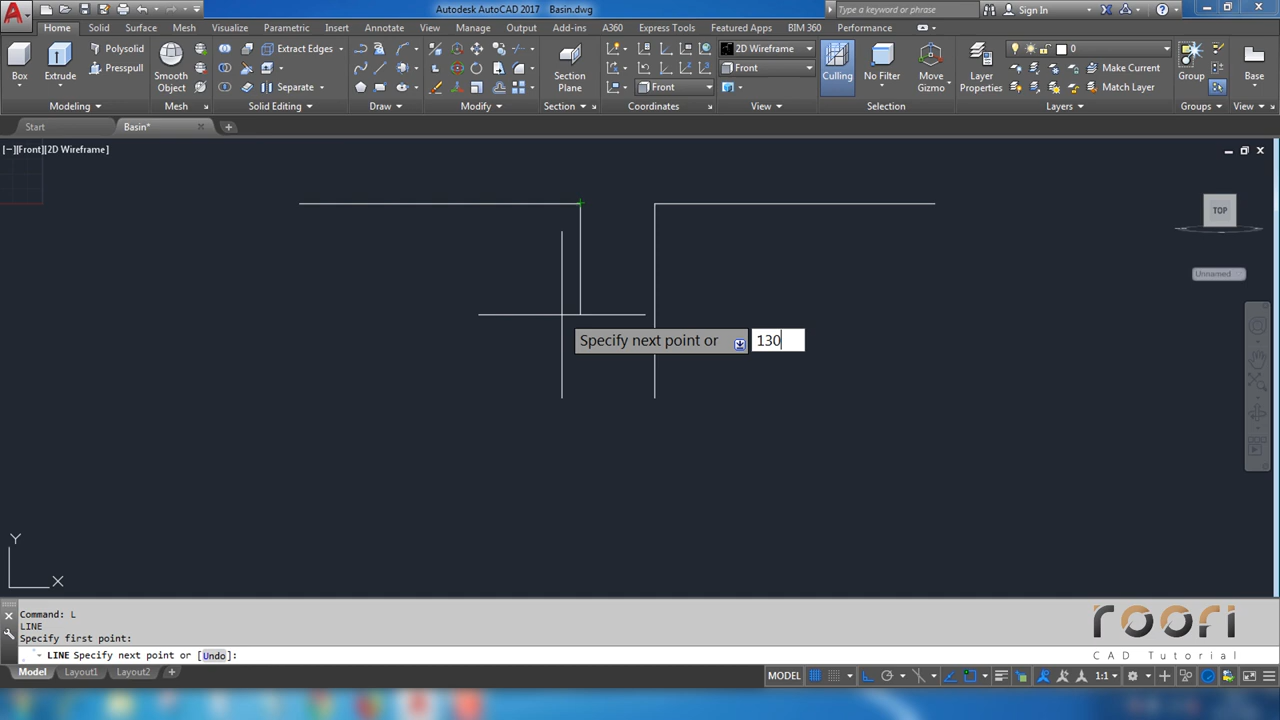 Autodesk AutoCAD 2017 Basin.dwg
Type a keyword or phrase
Sign In
Home Solid Surface Mesh Visualize Parametric Insert Annotate View Manage Output Add-ins A360 Express Tools Featured Apps BIM 360 Performance
Box
Extrude
Polysolid
Presspull
Smooth
Object
Extract Edges
Separate
Section
Plane
2D Wireframe
Front
Front
Culling
No Filter
Move
Gizmo
Layer
Properties
0
Make Current
Match Layer
Group
Base
Modeling Mesh Solid Editing Draw Modify Section Coordinates View Selection Layers Groups View
Start
Basin*
[−][Front][2D Wireframe]
TOP
Unnamed
Specify next point or 130
Y
X
Command: L
LINE
Specify first point:
LINE Specify next point or [Undo]:
roori
CAD Tutorial
Model Layout1 Layout2
MODEL
1:1